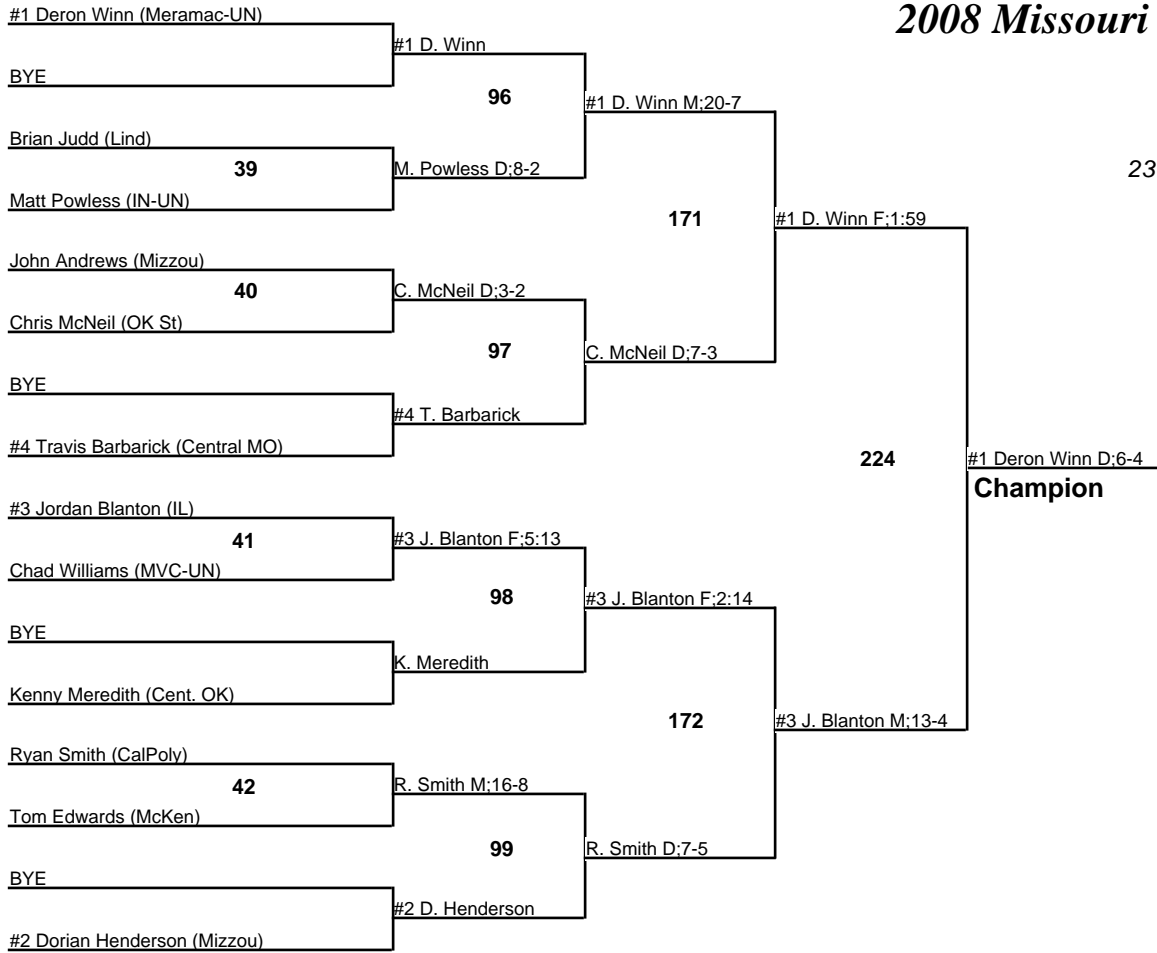 2008 Missouri
23
#1 Deron Winn (Meramac-UN)
BYE
Brian Judd (Lind)
39
Matt Powless (IN-UN)
John Andrews (Mizzou)
40
Chris McNeil (OK St)
BYE
#4 Travis Barbarick (Central MO)
#3 Jordan Blanton (IL)
41
Chad Williams (MVC-UN)
BYE
Kenny Meredith (Cent. OK)
Ryan Smith (CalPoly)
42
Tom Edwards (McKen)
BYE
#2 Dorian Henderson (Mizzou)
#1 D. Winn
96
M. Powless D;8-2
C. McNeil D;3-2
97
#4 T. Barbarick
#3 J. Blanton F;5:13
98
K. Meredith
R. Smith M;16-8
99
#2 D. Henderson
#1 D. Winn M;20-7
171
C. McNeil D;7-3
#3 J. Blanton F;2:14
172
R. Smith D;7-5
#1 D. Winn F;1:59
224
#3 J. Blanton M;13-4
#1 Deron Winn D;6-4
Champion